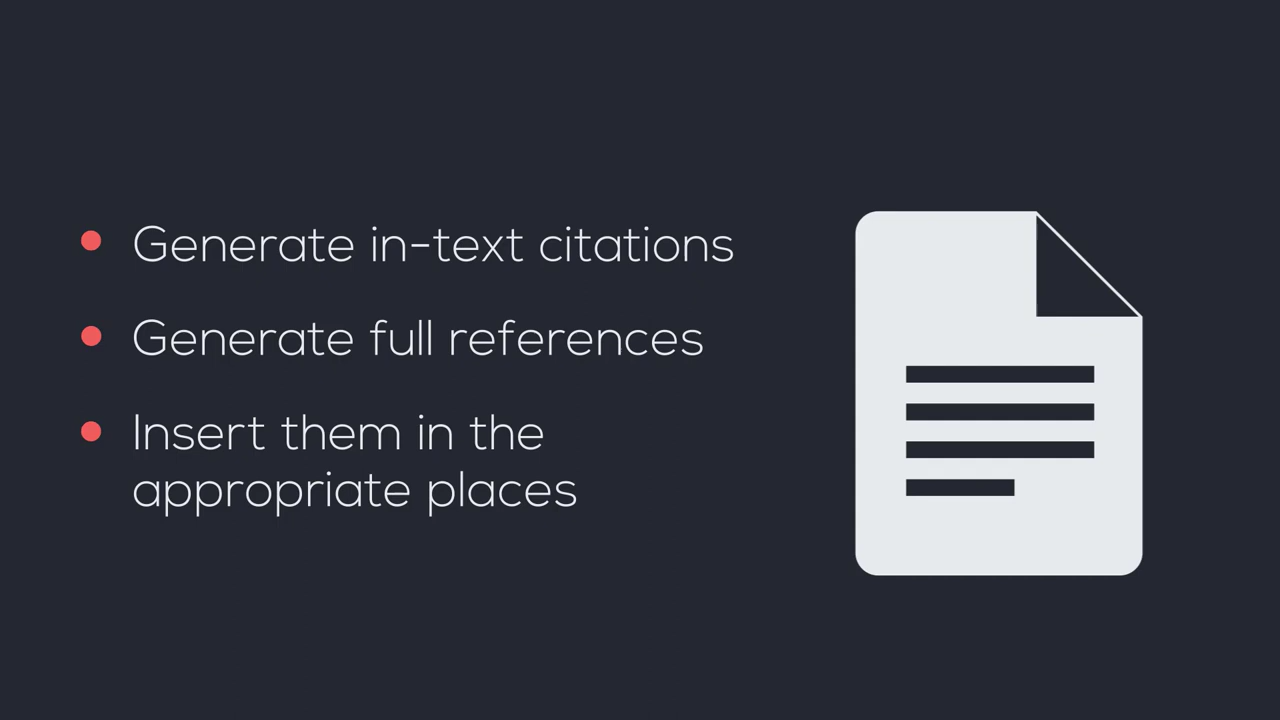 Generate in-text citations
Generate full references
Insert them in the
appropriate places